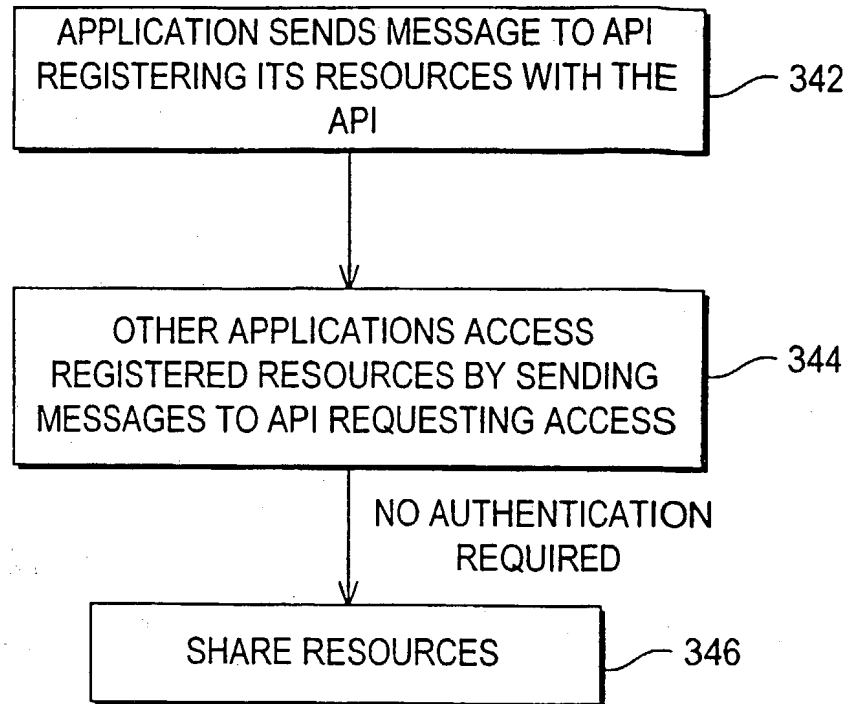 APPLICATION SENDS MESSAGE TO API
REGISTERING ITS RESOURCES WITH THE
API
342
OTHER APPLICATIONS ACCESS
REGISTERED RESOURCES BY SENDING
MESSAGES TO API REQUESTING ACCESS
344
NO AUTHENTICATION
REQUIRED
SHARE RESOURCES
346